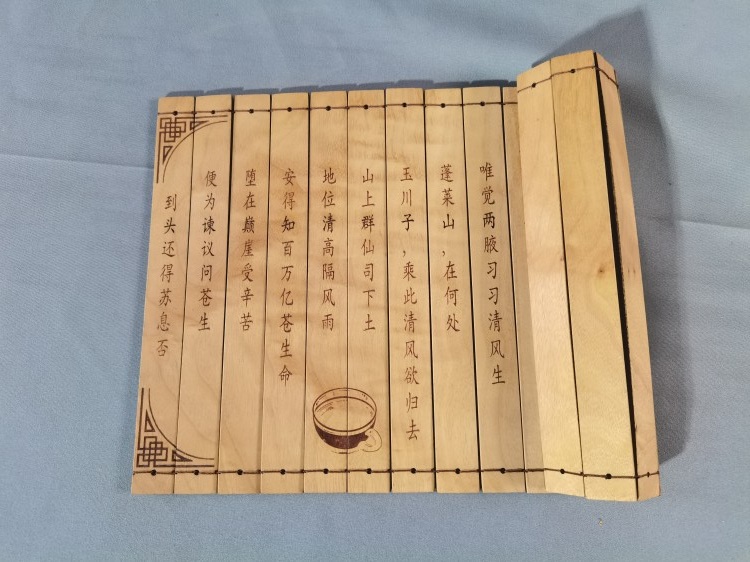 唯觉两腋习习清风生
蓬莱山，在何处
玉川子，乘此清风欲归去
山上群仙司下土
地位清高隔风雨
安得知百万亿苍生命
堕在巅崖受辛苦
便为谏议问苍生
到头还得苏息否